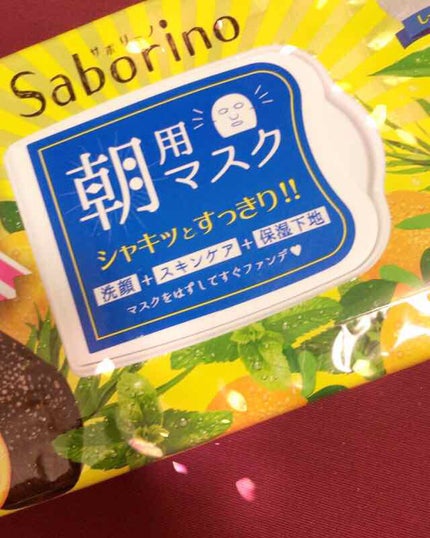 サボリーノ
Saborino
朝用マスク
シャキッとすっきり!!
洗顔+スキンケア+保湿下地
マスクをはずしてすぐファンデ♥